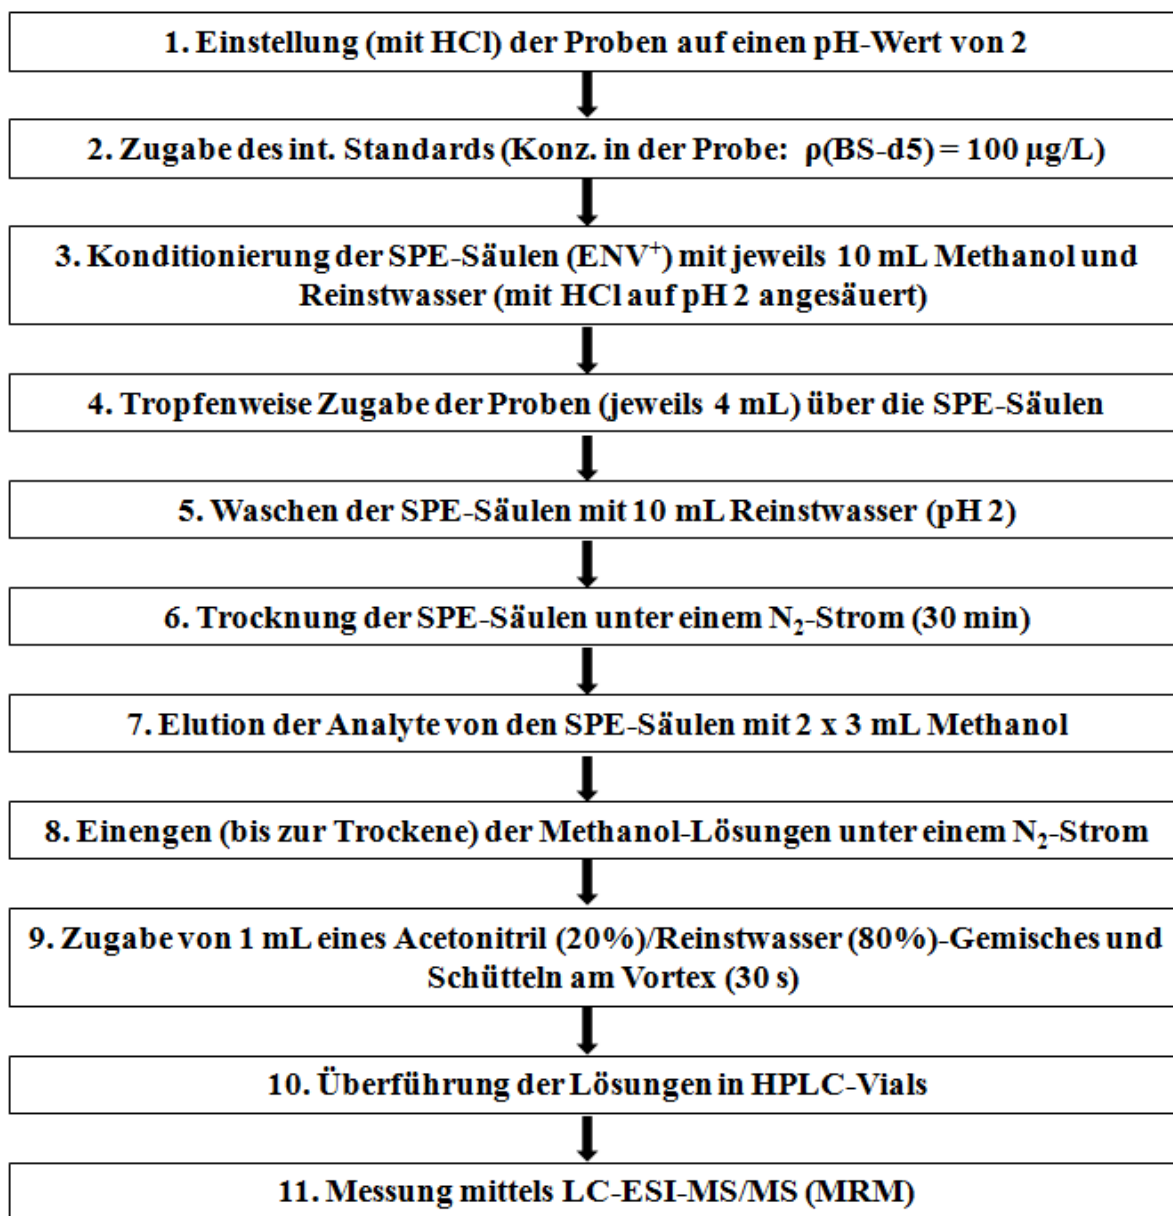 1. Einstellung (mit HCl) der Proben auf einen pH-Wert von 2
2. Zugabe des int. Standards (Konz. in der Probe: ρ(BS-d5) = 100 µg/L)
3. Konditionierung der SPE-Säulen (ENV⁺) mit jeweils 10 mL Methanol und
Reinstwasser (mit HCl auf pH 2 angesäuert)
4. Tropfenweise Zugabe der Proben (jeweils 4 mL) über die SPE-Säulen
5. Waschen der SPE-Säulen mit 10 mL Reinstwasser (pH 2)
6. Trocknung der SPE-Säulen unter einem N₂-Strom (30 min)
7. Elution der Analyte von den SPE-Säulen mit 2 x 3 mL Methanol
8. Einengen (bis zur Trockene) der Methanol-Lösungen unter einem N₂-Strom
9. Zugabe von 1 mL eines Acetonitril (20%)/Reinstwasser (80%)-Gemisches und
Schütteln am Vortex (30 s)
10. Überführung der Lösungen in HPLC-Vials
11. Messung mittels LC-ESI-MS/MS (MRM)